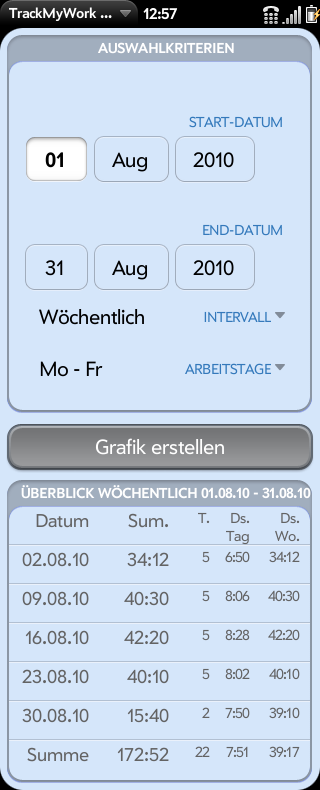 TrackMyWork ... 12:57
AUSWAHLKRITERIEN
START-DATUM
01 Aug 2010
END-DATUM
31 Aug 2010
Wöchentlich INTERVALL
Mo - Fr ARBEITSTAGE
Grafik erstellen
ÜBERBLICK WÖCHENTLICH 01.08.10 - 31.08.10
Datum Sum. T. Ds. Tag Ds. Wo.
02.08.10 34:12 5 6:50 34:12
09.08.10 40:30 5 8:06 40:30
16.08.10 42:20 5 8:28 42:20
23.08.10 40:10 5 8:02 40:10
30.08.10 15:40 2 7:50 39:10
Summe 172:52 22 7:51 39:17